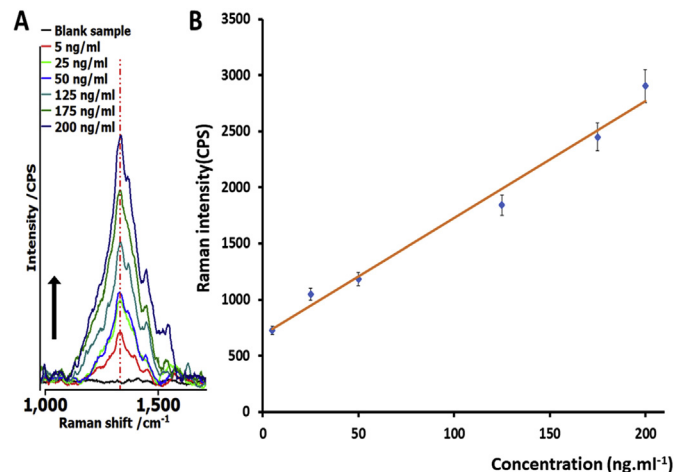 A
Blank sample
5 ng/ml
25 ng/ml
50 ng/ml
125 ng/ml
175 ng/ml
200 ng/ml
Intensity /CPS
1,000
1,500
Raman shift /cm⁻¹
B
3500
3000
2500
2000
1500
1000
500
0
Raman intensity(CPS)
0
50
100
150
200
Concentration (ng.ml⁻¹)